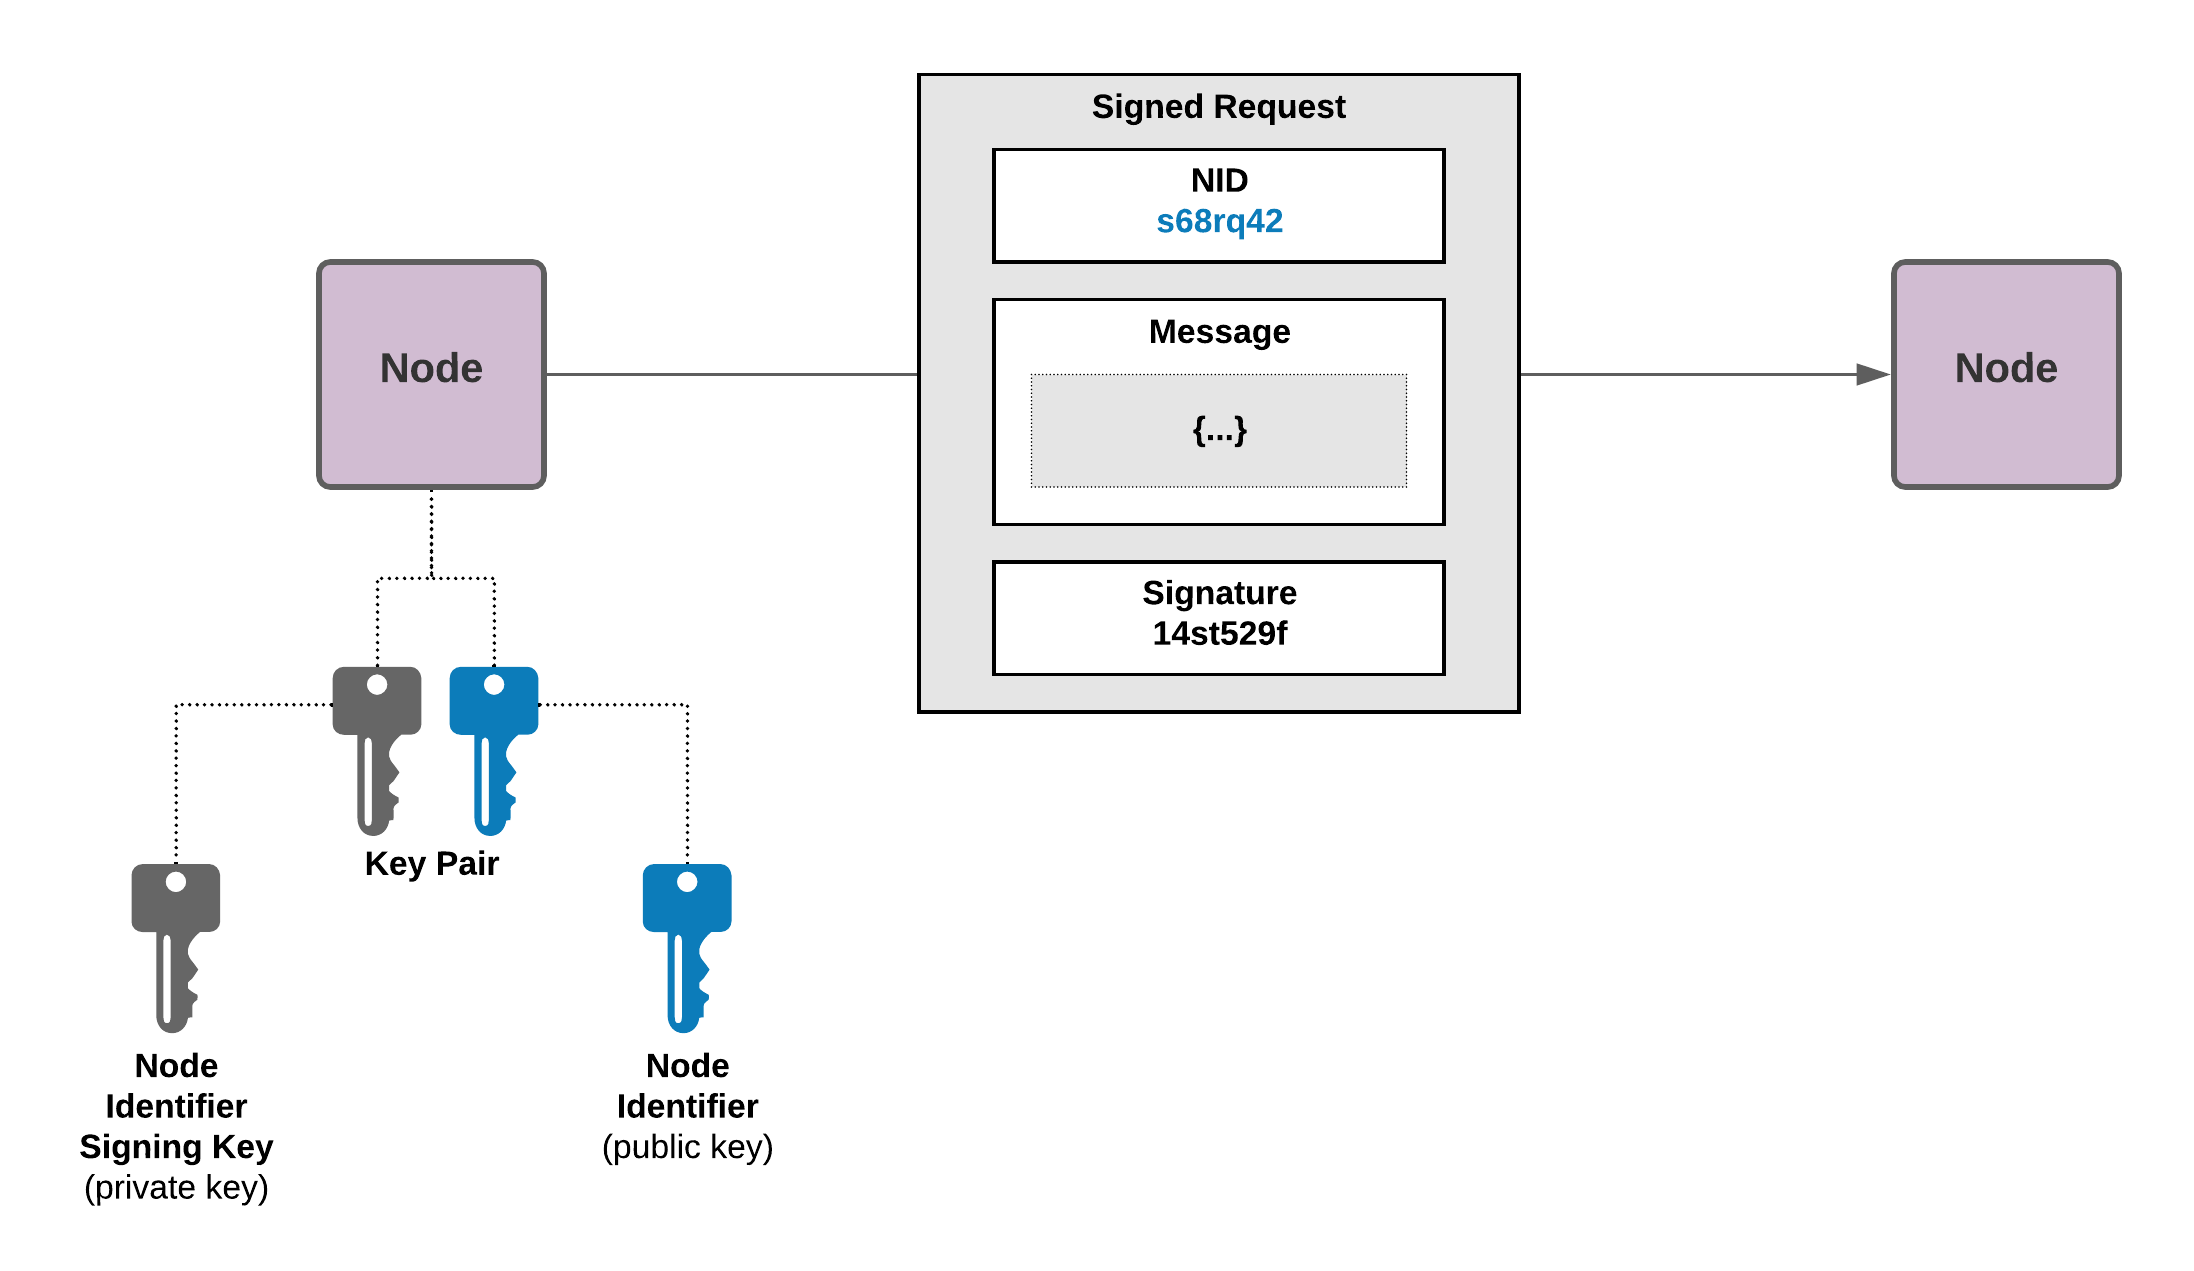 Signed Request
NID
s68rq42
Message
{...}
Signature
14st529f
Node
Node
Key Pair
Node
Identifier
Signing Key
(private key)
Node
Identifier
(public key)